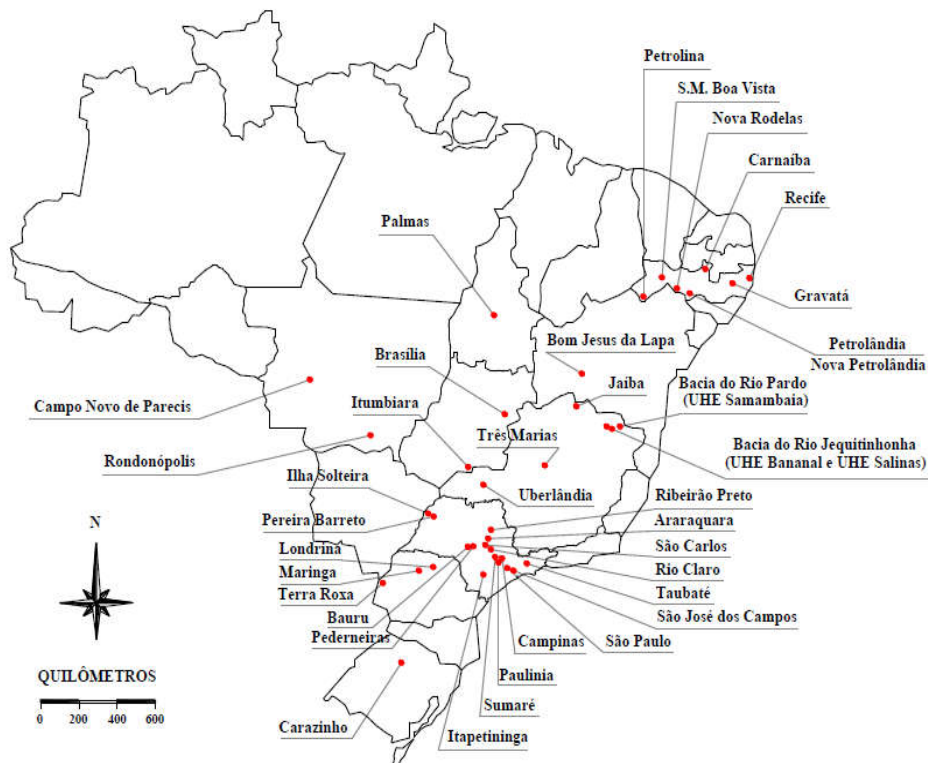 Petrolina
S.M. Boa Vista
Nova Rodelas
Carnaíba
Recife
Palmas
Gravatá
Petrolândia
Nova Petrolândia
Bom Jesus da Lapa
Brasília
Jaíba
Bacia do Rio Pardo
(UHE Samambaia)
Campo Novo de Parecis
Itumbiara
Três Marias
Bacia do Rio Jequitinhonha
(UHE Bananal e UHE Salinas)
Rondonópolis
Ilha Solteira
Uberlândia
Ribeirão Preto
Pereira Barreto
Araraquara
N
Londrina
São Carlos
Maringa
Rio Claro
Terra Roxa
Taubaté
Bauru
São José dos Campos
Pederneiras
Campinas
São Paulo
QUILÔMETROS
Paulinia
0 200 400 600
Sumaré
Carazinho
Itapetininga